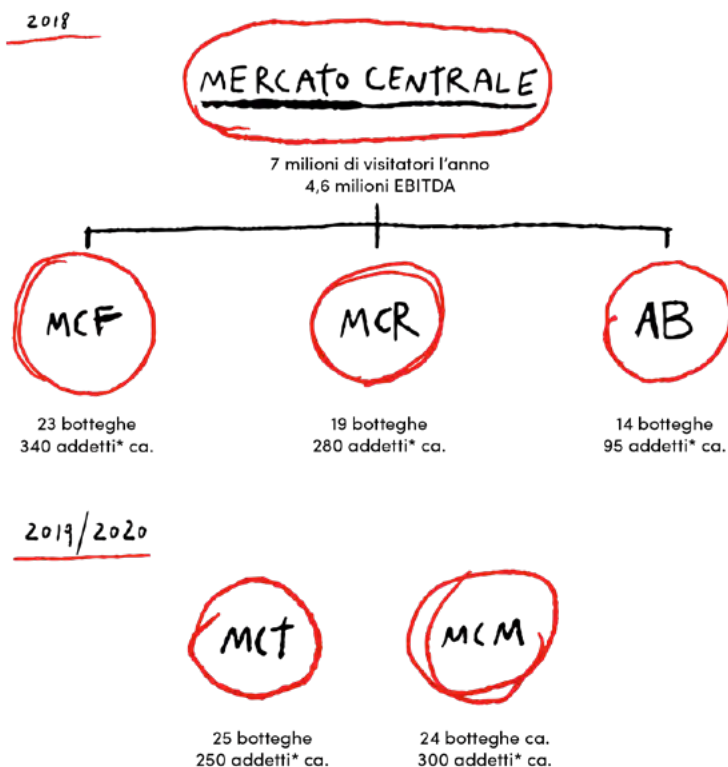 2018
MERCATO CENTRALE
7 milioni di visitatori l'anno
4,6 milioni EBITDA
MCF
MCR
AB
23 botteghe
340 addetti* ca.
19 botteghe
280 addetti* ca.
14 botteghe
95 addetti* ca.
2019/2020
MCT
MCM
25 botteghe
250 addetti* ca.
24 botteghe ca.
300 addetti* ca.